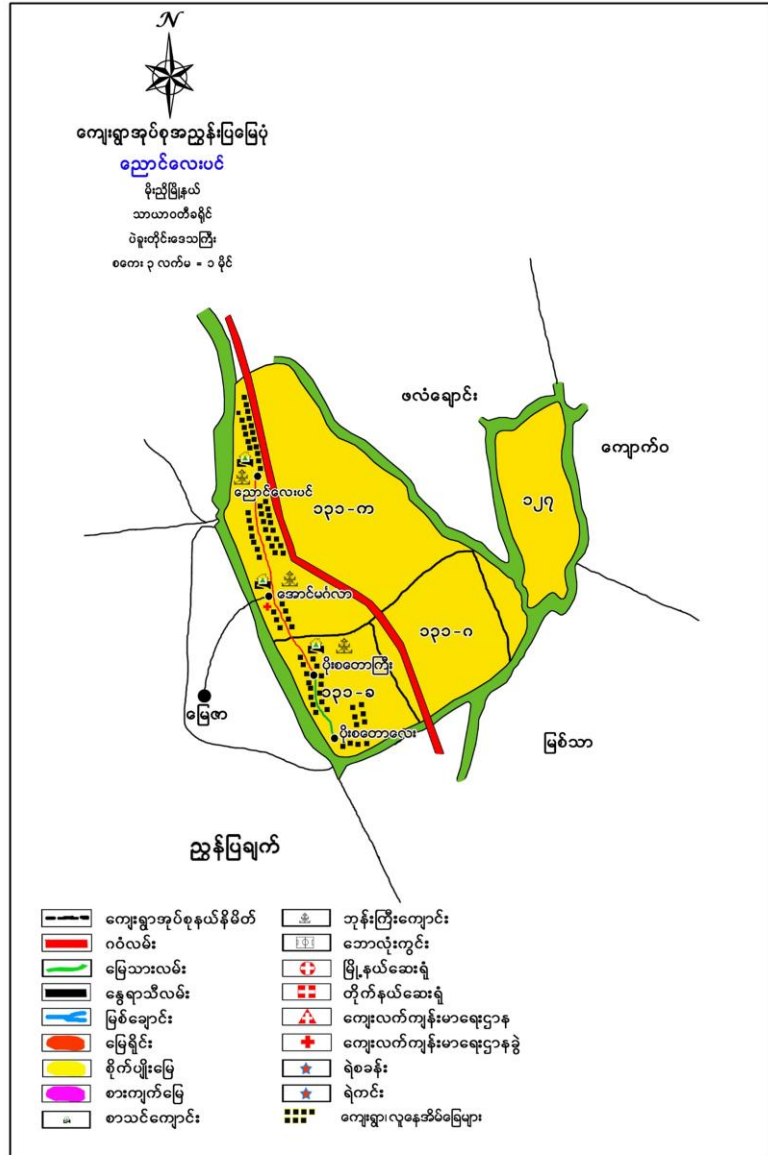 N
ကျေးရွာအုပ်စုအညွှန်းပြမြေပုံ
ညောင်လေးပင်
မိုးညိုမြို့နယ်
သာယာဝတီခရိုင်
ပဲခူးတိုင်းဒေသကြီး
စကေး ၃ လက်မ = ၁ မိုင်
ဖလံချောင်း
ကျောက်ဝ
ညောင်လေးပင်
၁၃၁-က
၁၂၇
အောင်မင်္ဂလာ
၁၃၁-ဂ
ပိုးစတောကြီး
၁၃၁-ခ
မြေဇာ
ပိုးစတောလေး
မြစ်သာ
ညွှန်ပြချက်
ကျေးရွာအုပ်စုနယ်နိမိတ်
ဂဝံလမ်း
မြေသားလမ်း
နွေရာသီလမ်း
မြစ်ချောင်း
မြေရိုင်း
စိုက်ပျိုးမြေ
စားကျက်မြေ
စာသင်ကျောင်း
ဘုန်းကြီးကျောင်း
ဘောလုံးကွင်း
မြို့နယ်ဆေးရုံ
တိုက်နယ်ဆေးရုံ
ကျေးလက်ကျန်းမာရေးဌာန
ကျေးလက်ကျန်းမာရေးဌာနခွဲ
ရဲစခန်း
ရဲကင်း
ကျေးရွာ၊လူနေအိမ်ခြေများ